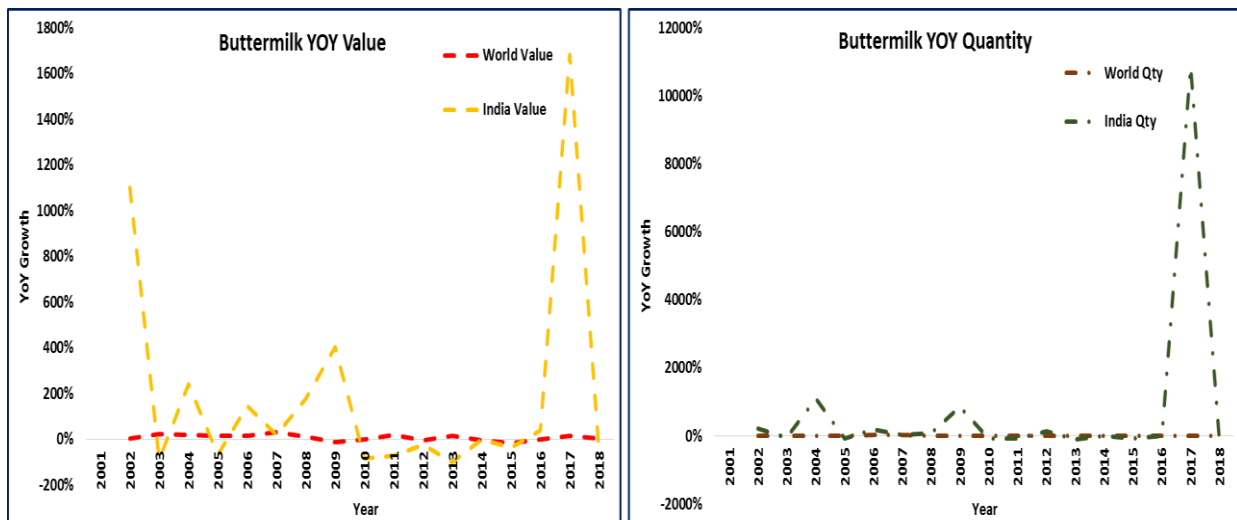 Buttermilk YOY Value
World Value
India Value
1800%
1600%
1400%
1200%
1000%
800%
600%
400%
200%
0%
-200%
YoY Growth
2001 2002 2003 2004 2005 2006 2007 2008 2009 2010 2011 2012 2013 2014 2015 2016 2017 2018
Year
Buttermilk YOY Quantity
World Qty
India Qty
12000%
10000%
8000%
6000%
4000%
2000%
0%
-2000%
YoY Growth
2001 2002 2003 2004 2005 2006 2007 2008 2009 2010 2011 2012 2013 2014 2015 2016 2017 2018
Year